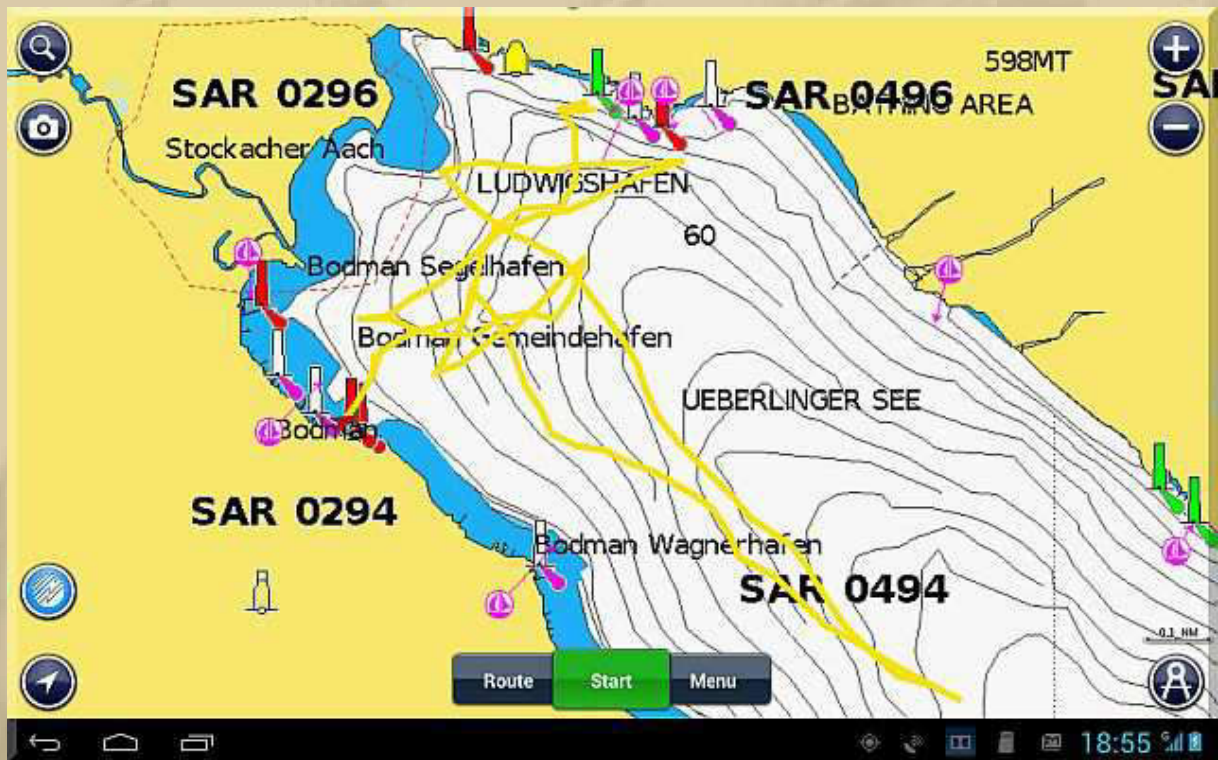 598MT
SAR 0296
SAR 0496
BATHING AREA
Stockacher Aach
LUDWIGSHAFEN
60
Bodman Segelhafen
Bodman Gemeindehafen
UEBERLINGER SEE
Bodman
SAR 0294
Bodman Wagnerhafen
SAR 0494
0.1 NM
Route
Start
Menu
18:55